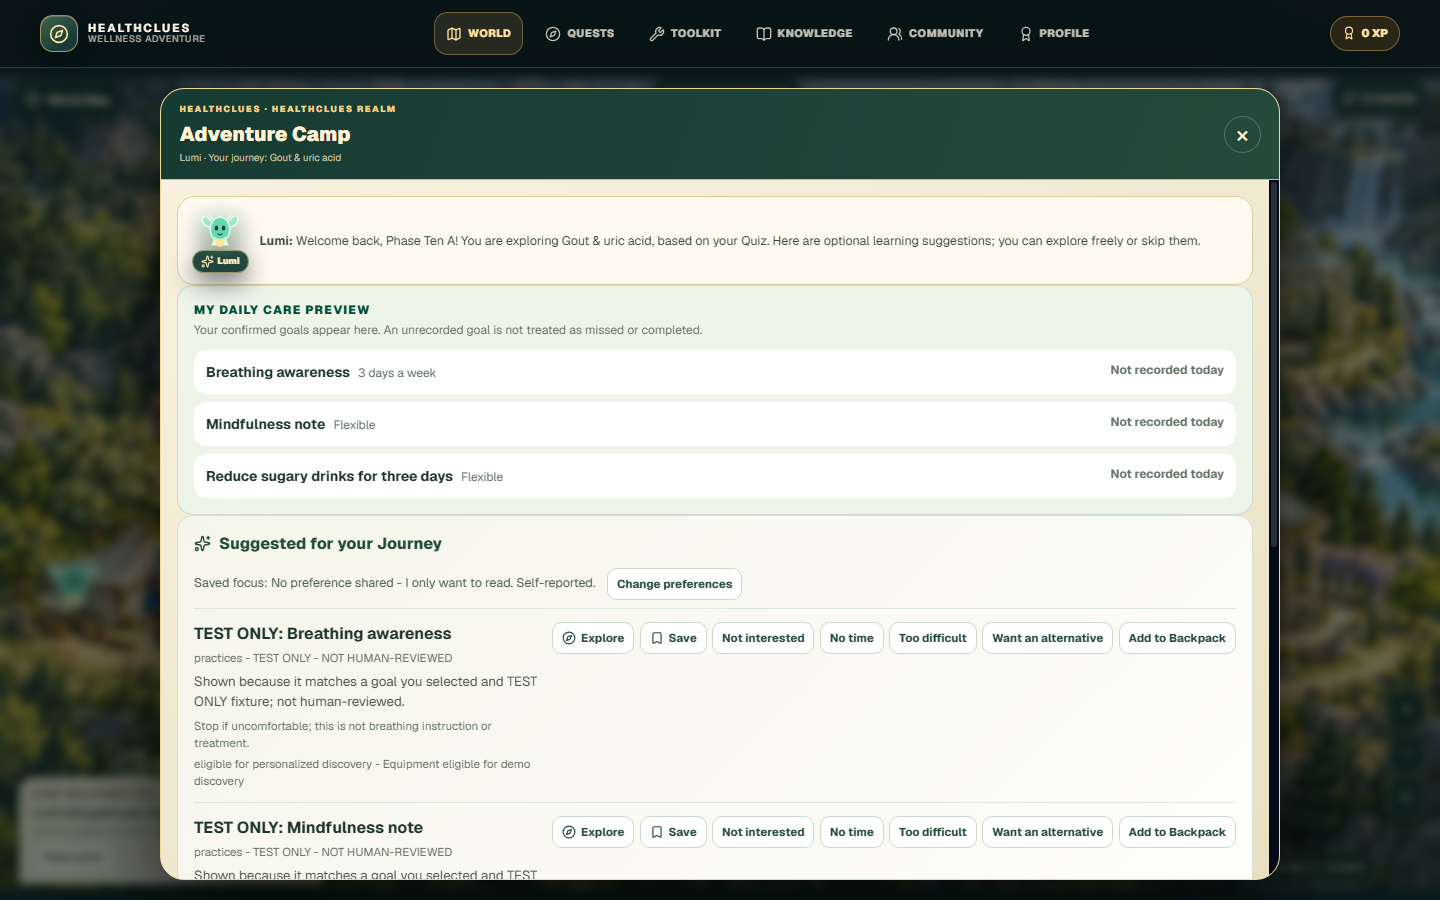 HEALTHCLUES
WELLNESS ADVENTURE
WORLD
QUESTS
TOOLKIT
KNOWLEDGE
COMMUNITY
PROFILE
0 XP
HEALTHCLUES · HEALTHCLUES REALM
Adventure Camp
Lumi · Your journey: Gout & uric acid
Lumi
Lumi: Welcome back, Phase Ten A! You are exploring Gout & uric acid, based on your Quiz. Here are optional learning suggestions; you can explore freely or skip them.
MY DAILY CARE PREVIEW
Your confirmed goals appear here. An unrecorded goal is not treated as missed or completed.
Breathing awareness 3 days a week
Not recorded today
Mindfulness note Flexible
Not recorded today
Reduce sugary drinks for three days Flexible
Not recorded today
Suggested for your Journey
Saved focus: No preference shared - I only want to read. Self-reported.
Change preferences
TEST ONLY: Breathing awareness
practices - TEST ONLY - NOT HUMAN-REVIEWED
Shown because it matches a goal you selected and TEST
ONLY fixture; not human-reviewed.
Stop if uncomfortable; this is not breathing instruction or
treatment.
eligible for personalized discovery - Equipment eligible for demo
discovery
Explore
Save
Not interested
No time
Too difficult
Want an alternative
Add to Backpack
TEST ONLY: Mindfulness note
practices - TEST ONLY - NOT HUMAN-REVIEWED
Shown because it matches a goal you selected and TEST
Explore
Save
Not interested
No time
Too difficult
Want an alternative
Add to Backpack